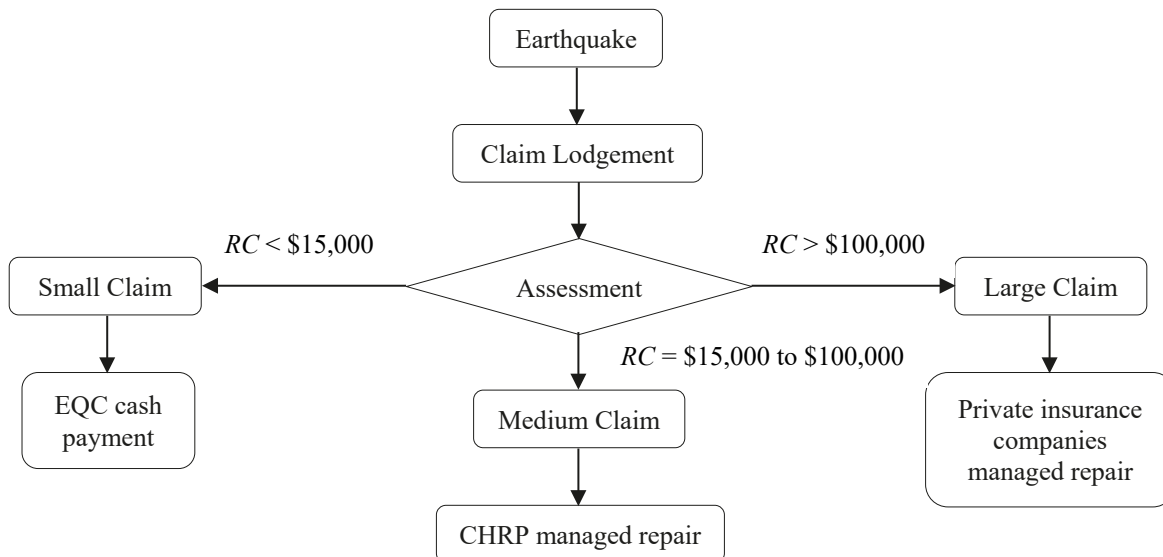 Earthquake
Claim Lodgement
RC < $15,000
RC > $100,000
Small Claim
Assessment
Large Claim
RC = $15,000 to $100,000
EQC cash
payment
Medium Claim
Private insurance
companies
managed repair
CHRP managed repair